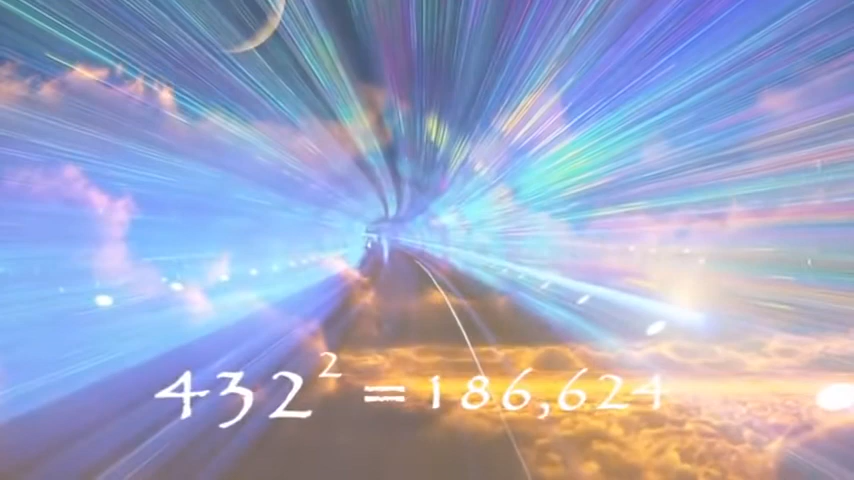 432² = 186,624